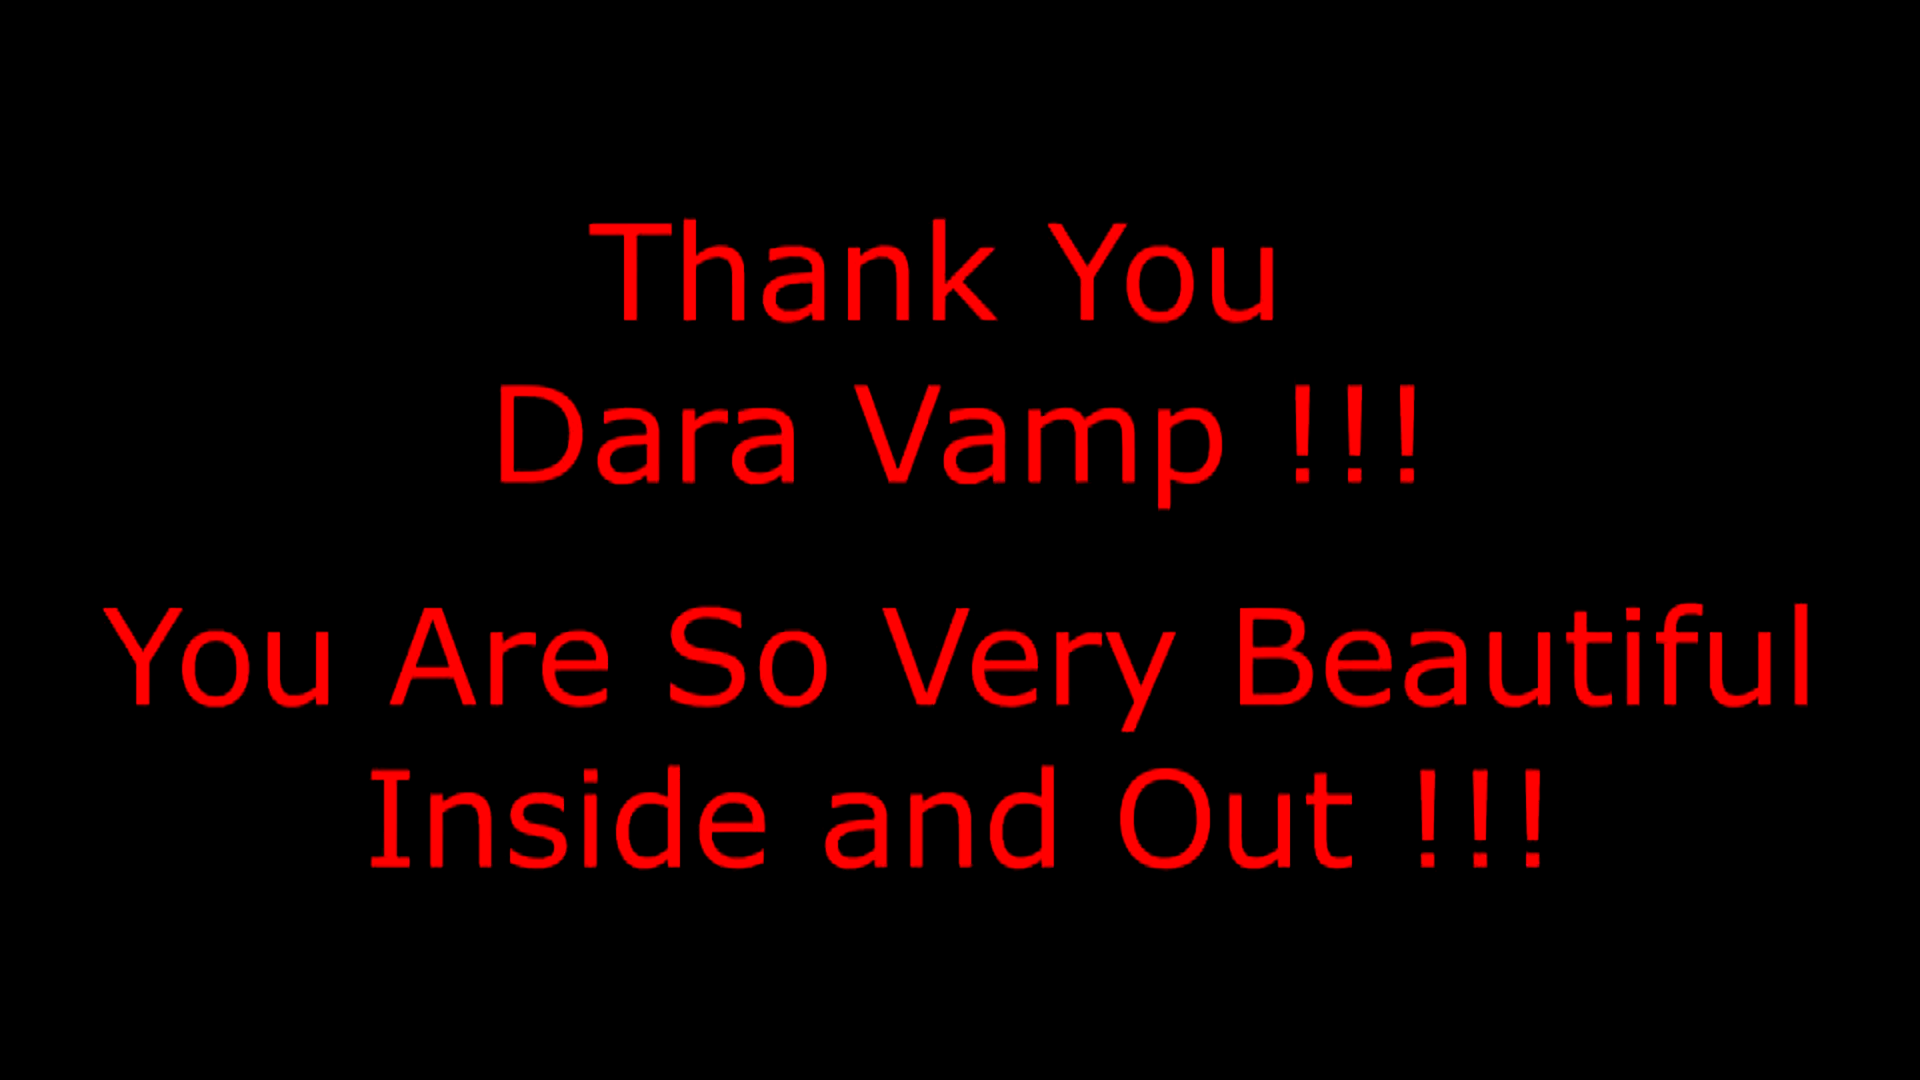 Thank You
Dara Vamp !!!
You Are So Very Beautiful
Inside and Out !!!